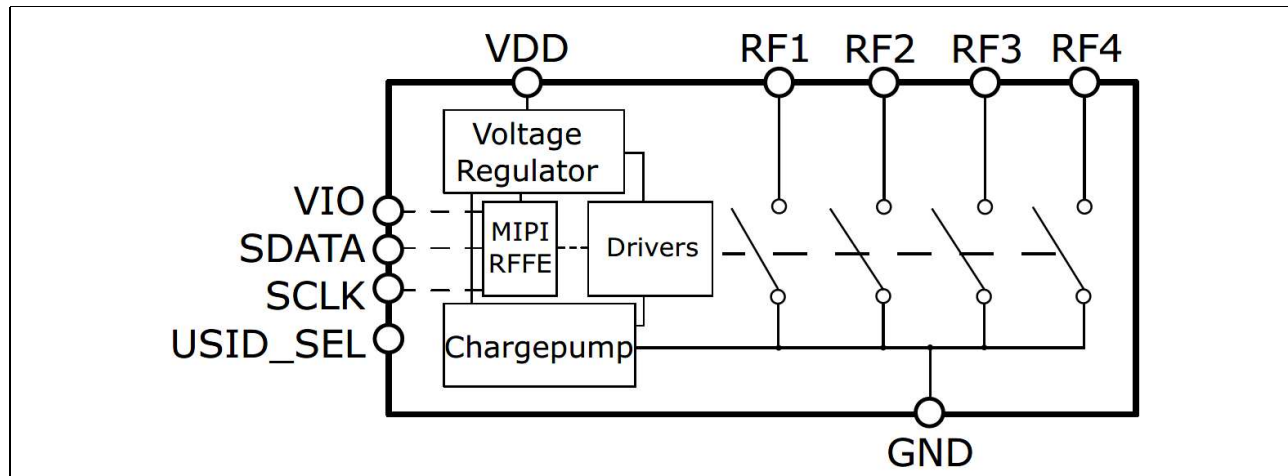 VDD
RF1
RF2
RF3
RF4
Voltage
Regulator
VIO
SDATA
SCLK
USID_SEL
MIPI
RFFE
Drivers
Chargepump
GND